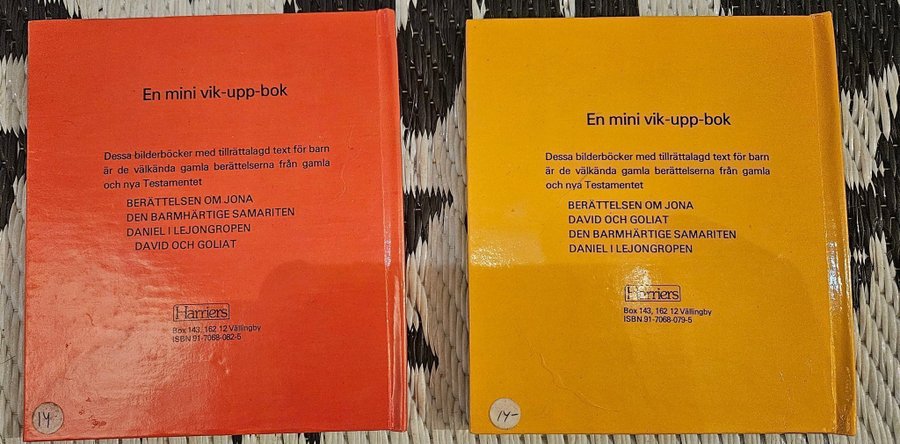 En mini vik-upp-bok
Dessa bilderböcker med tillrättalagd text för barn
är de välkända gamla berättelserna från gamla
och nya Testamentet
BERÄTTELSEN OM JONA
DEN BARMHÄRTIGE SAMARITEN
DANIEL I LEJONGROPEN
DAVID OCH GOLIAT
Harriers
Box 143, 162 12 Vällingby
ISBN 91-7068-082-5
14-
En mini vik-upp-bok
Dessa bilderböcker med tillrättalagd text för barn
är de välkända gamla berättelserna från gamla
och nya Testamentet
BERÄTTELSEN OM JONA
DAVID OCH GOLIAT
DEN BARMHÄRTIGE SAMARITEN
DANIEL I LEJONGROPEN
Harriers
Box 143, 162 12 Vällingby
ISBN 91-7068-079-5
14-